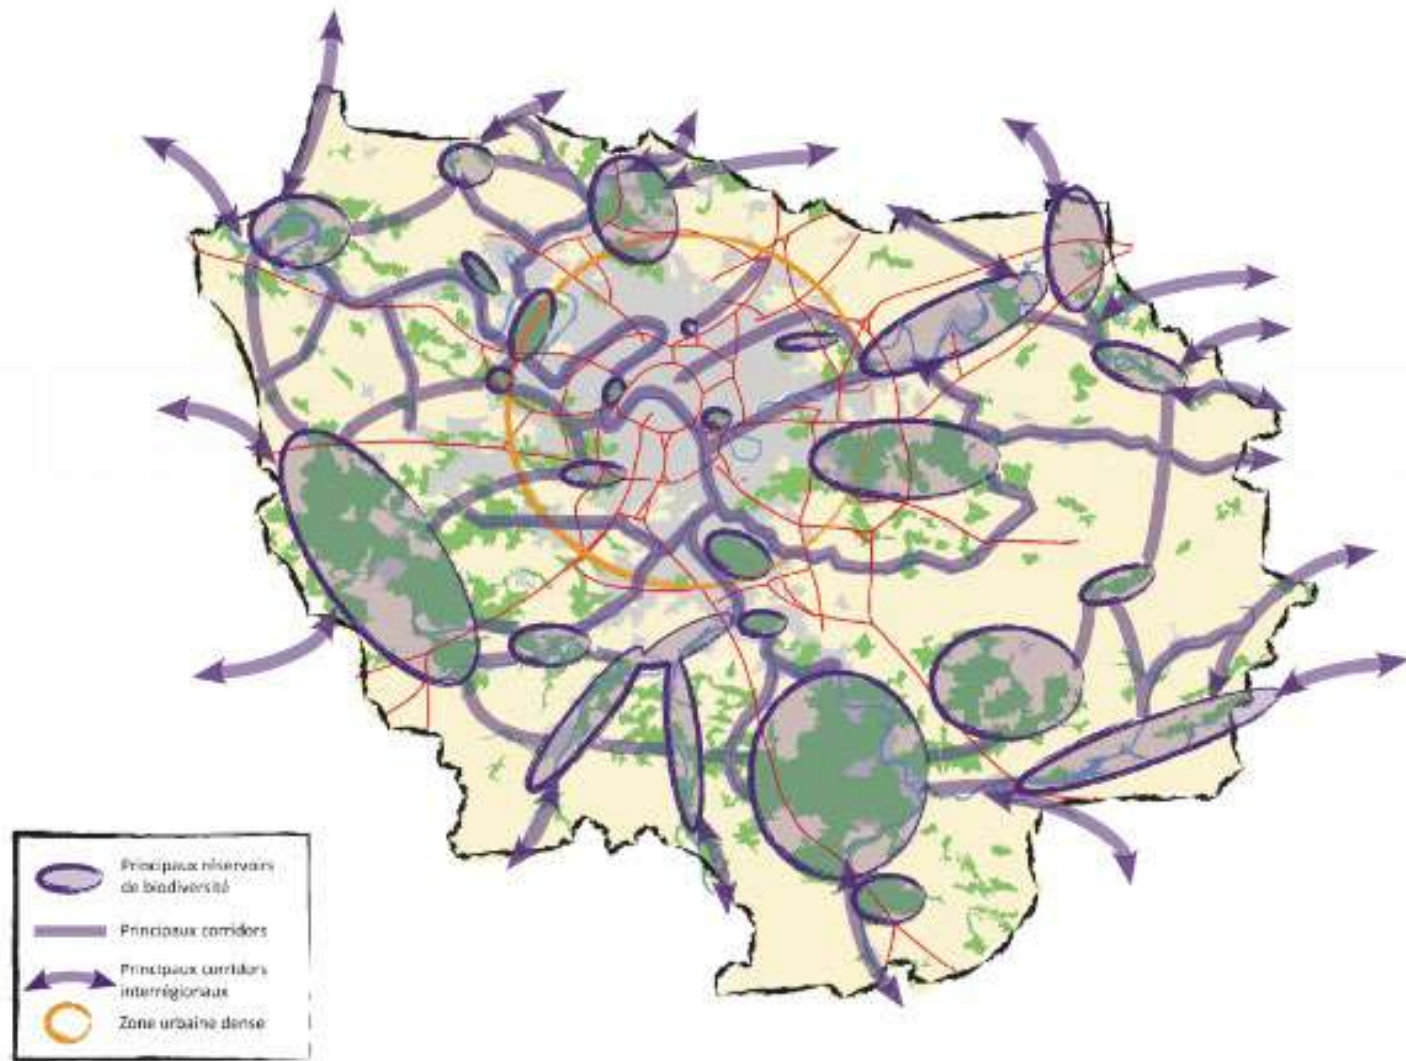 Principaux réservoirs
de biodiversité
Principaux corridors
Principaux corridors
interrégionaux
Zone urbaine dense